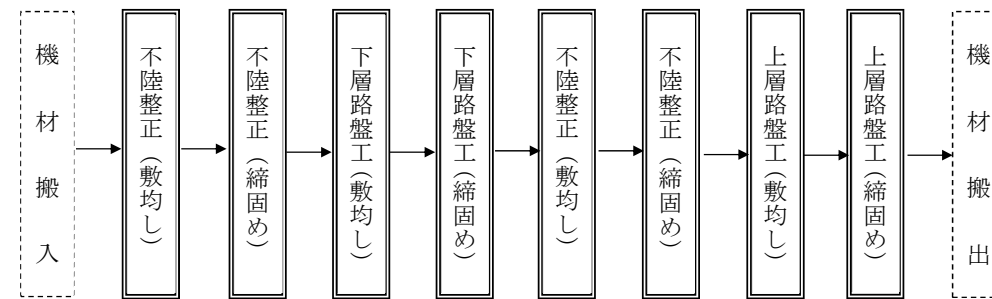 機材搬入
不陸整正（敷均し）
不陸整正（締固め）
下層路盤工（敷均し）
下層路盤工（締固め）
不陸整正（敷均し）
不陸整正（締固め）
上層路盤工（敷均し）
上層路盤工（締固め）
機材搬出